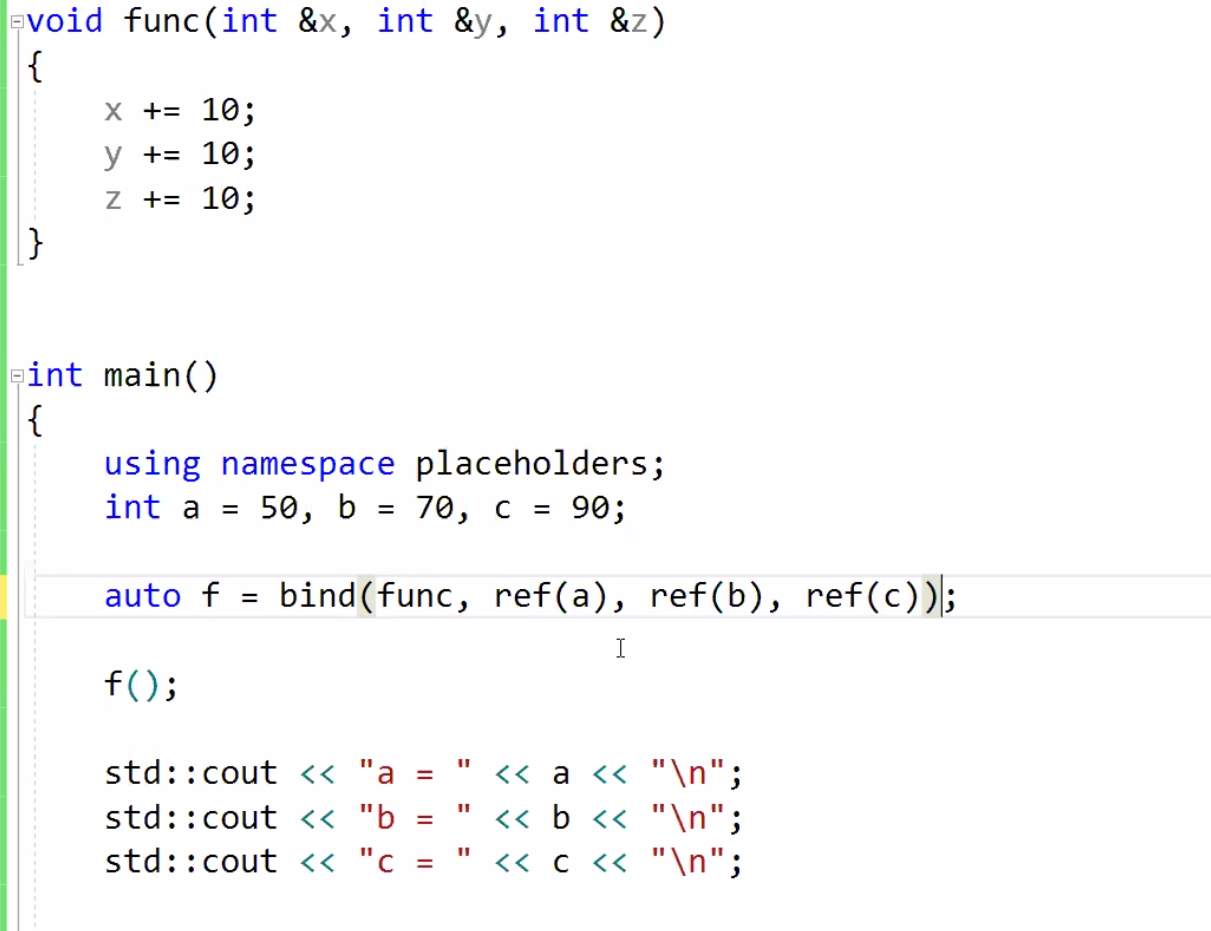 void func(int &x, int &y, int &z)
{
    x += 10;
    y += 10;
    z += 10;
}
int main()
{
    using namespace placeholders;
    int a = 50, b = 70, c = 90;
    auto f = bind(func, ref(a), ref(b), ref(c));
    f();
    std::cout << "a = " << a << "\n";
    std::cout << "b = " << b << "\n";
    std::cout << "c = " << c << "\n";